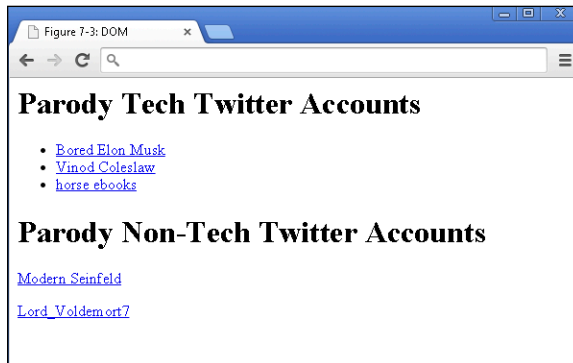 Figure 7-3: DOM
Parody Tech Twitter Accounts
Bored Elon Musk
Vinod Coleslaw
horse ebooks
Parody Non-Tech Twitter Accounts
Modern Seinfeld
Lord_Voldemort7